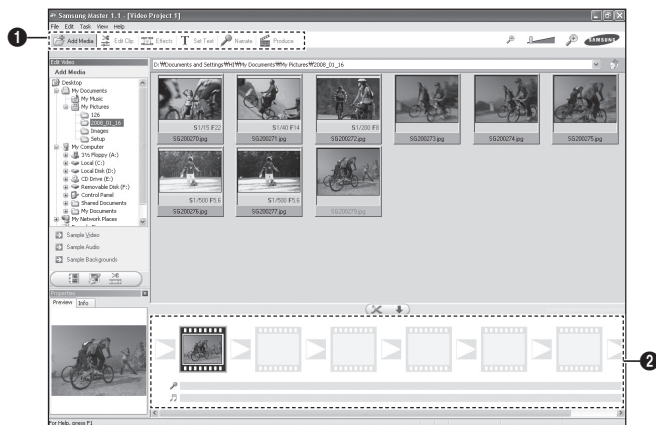 Samsung Master 1.1 - [Video Project 1]
File Edit Task View Help
❶
Add Media Edit Clip Effects T Set Text Narrate Produce
SAMSUNG
Edit Video
Add Media
D:₩Documents and Settings₩HI₩My Documents₩My Pictures₩2008_01_16
Desktop
My Documents
My Music
My Pictures
126
2008_01_16
Images
Setup
My Computer
3½ Floppy (A:)
Local (C:)
Local Disk (D:)
CD Drive (E:)
Removable Disk (F:)
Control Panel
Shared Documents
My Documents
My Network Places
S1/15 F22
S1/40 F14
S1/200 F8
SG200270.jpg
SG200271.jpg
SG200272.jpg
SG200273.jpg
SG200274.jpg
SG200275.jpg
S1/500 F5.6
S1/500 F5.6
SG200276.jpg
SG200277.jpg
SG200279.jpg
Sample Video
Sample Audio
Sample Backgrounds
Properties
Preview Info
❷
For Help, press F1